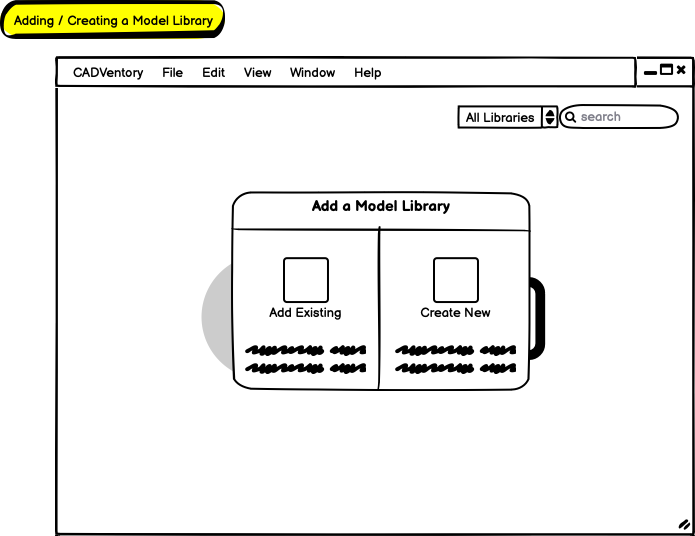 Adding / Creating a Model Library
CADVentory File Edit View Window Help
All Libraries search
Add a Model Library
Add Existing Create New